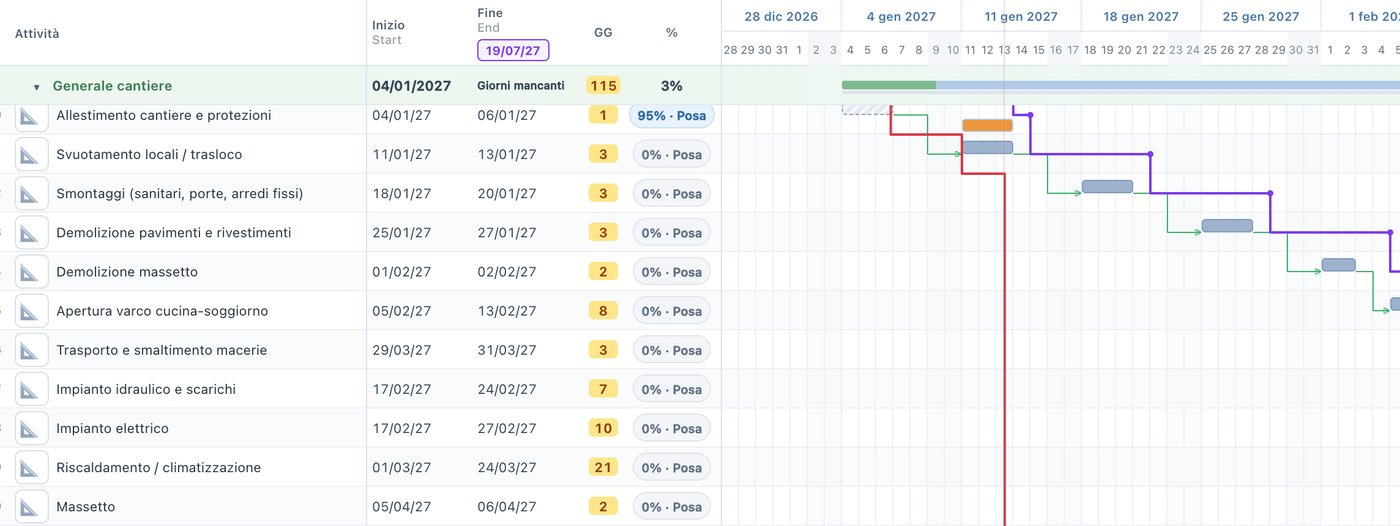 Attività
Inizio
Start
Fine
End
19/07/27
GG
%
28 dic 2026 4 gen 2027 11 gen 2027 18 gen 2027 25 gen 2027 1 feb
28 29 30 31 1 2 3 4 5 6 7 8 9 10 11 12 13 14 15 16 17 18 19 20 21 22 23 24 25 26 27 28 29 30 31 1 2 3 4
▼ Generale cantiere 04/01/2027 Giorni mancanti 115 3%
Allestimento cantiere e protezioni 04/01/27 06/01/27 1 95% · Posa
Svuotamento locali / trasloco 11/01/27 13/01/27 3 0% · Posa
Smontaggi (sanitari, porte, arredi fissi) 18/01/27 20/01/27 3 0% · Posa
Demolizione pavimenti e rivestimenti 25/01/27 27/01/27 3 0% · Posa
Demolizione massetto 01/02/27 02/02/27 2 0% · Posa
Apertura varco cucina-soggiorno 05/02/27 13/02/27 8 0% · Posa
Trasporto e smaltimento macerie 29/03/27 31/03/27 3 0% · Posa
Impianto idraulico e scarichi 17/02/27 24/02/27 7 0% · Posa
Impianto elettrico 17/02/27 27/02/27 10 0% · Posa
Riscaldamento / climatizzazione 01/03/27 24/03/27 21 0% · Posa
Massetto 05/04/27 06/04/27 2 0% · Posa